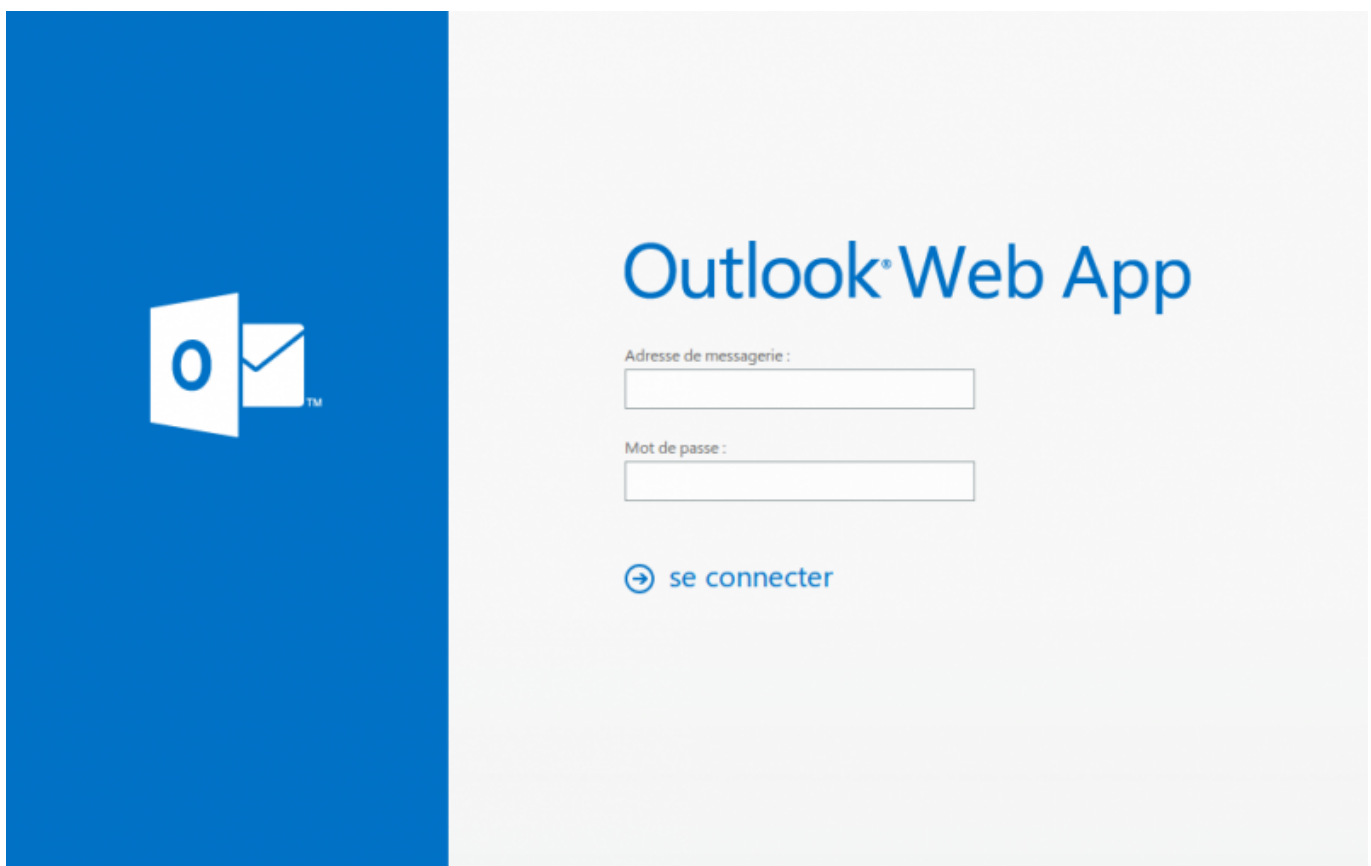 Outlook® Web App
Adresse de messagerie :
Mot de passe :
se connecter
O
TM